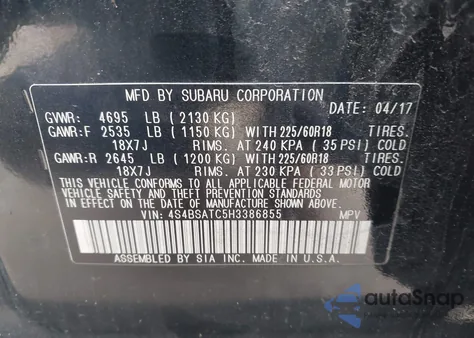 MFD BY SUBARU CORPORATION
DATE: 04/17
GVWR: 4695 LB (2130 KG)
GAWR:F 2535 LB (1150 KG) WITH 225/60R18 TIRES.
18X7J RIMS. AT 240 KPA (35 PSI) COLD
GAWR:R 2645 LB (1200 KG) WITH 225/60R18 TIRES.
18X7J RIMS. AT 230 KPA (33 PSI) COLD
THIS VEHICLE CONFORMS TO ALL APPLICABLE FEDERAL MOTOR VEHICLE SAFETY,
BUMPER, AND THEFT PREVENTION STANDARDS IN EFFECT ON THE DATE OF
MANUFACTURE SHOWN ABOVE.
VIN: 4S4BSATC5H3386855 MPV
ASSEMBLED BY SIA INC. MADE IN U.S.A.
autoSnap